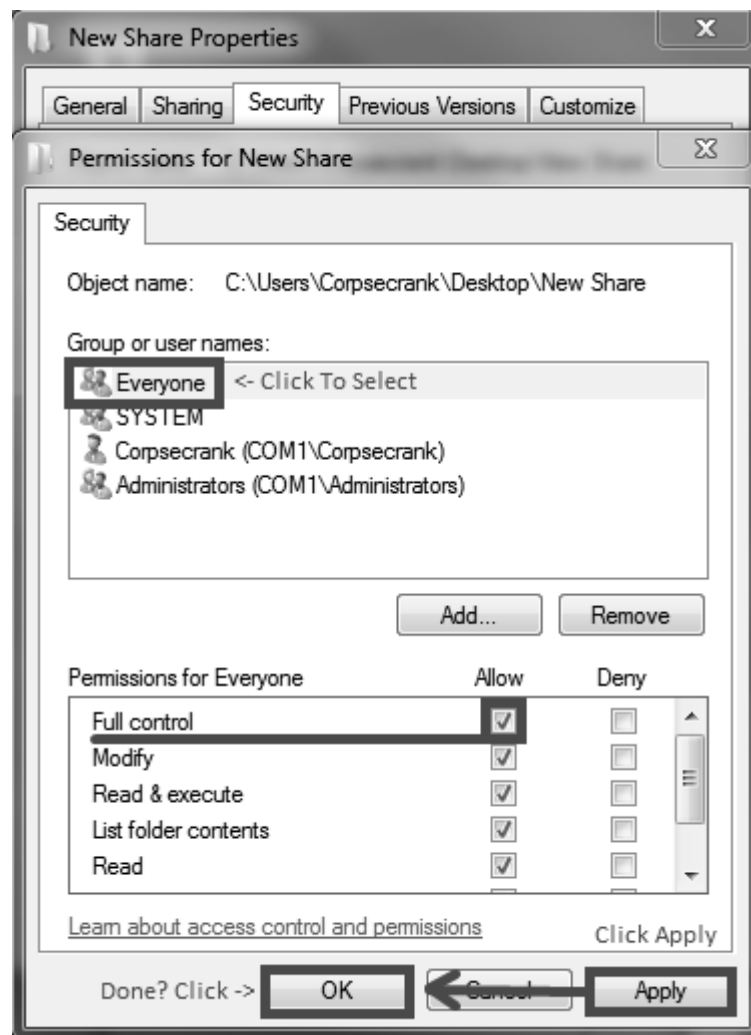 New Share Properties
General Sharing Security Previous Versions Customize
Permissions for New Share
Security
Object name: C:\Users\Corpsecrank\Desktop\New Share
Group or user names:
Everyone <- Click To Select
SYSTEM
Corpsecrank (COM1\Corpsecrank)
Administrators (COM1\Administrators)
Add... Remove
Permissions for Everyone Allow Deny
Full control
Modify
Read & execute
List folder contents
Read
Learn about access control and permissions
Click Apply
Done? Click -> OK Cancel Apply